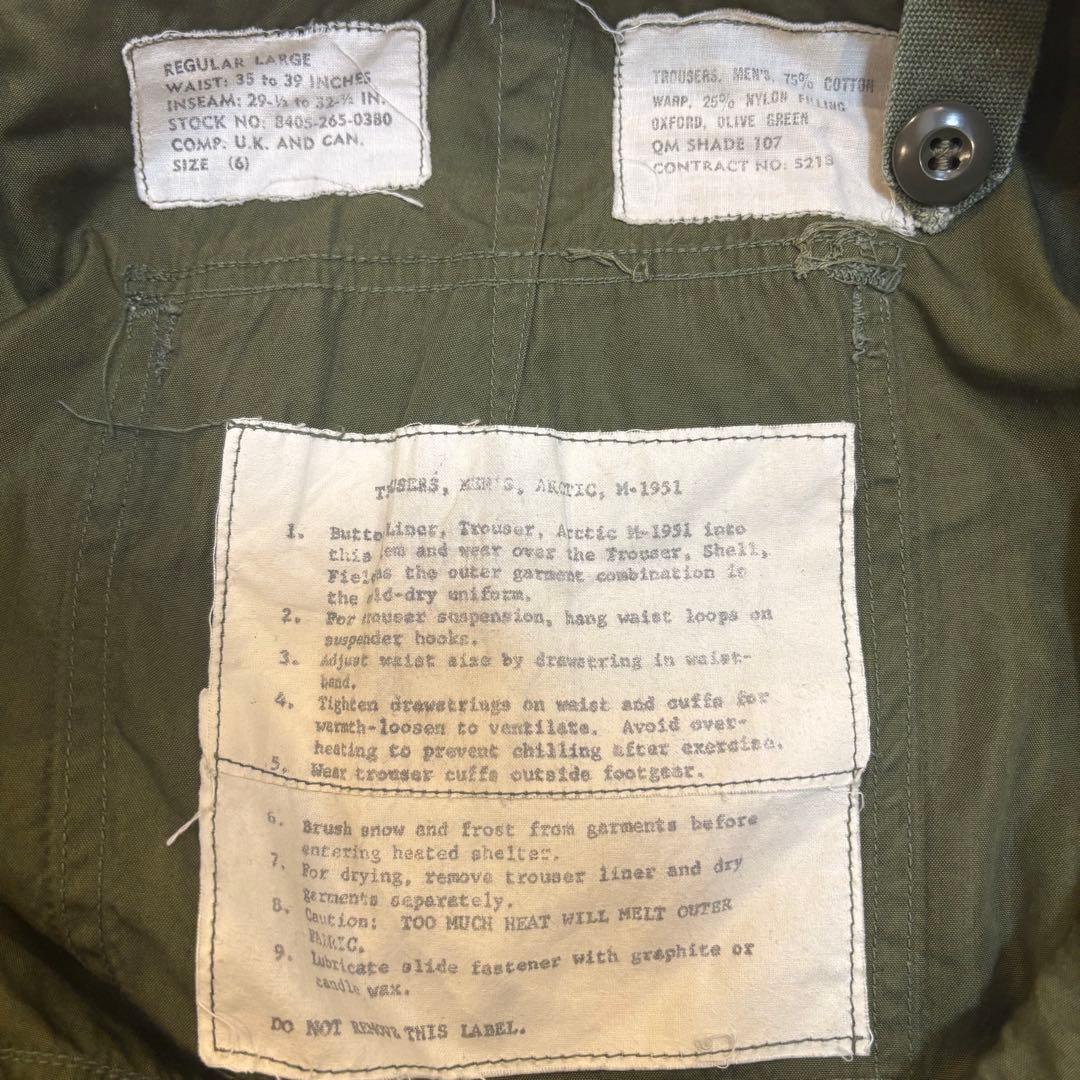 REGULAR LARGE
WAIST: 35 to 39 INCHES
INSEAM: 29-½ to 32-½ IN.
STOCK NO: 8405-265-0380
COMP: U.K. AND CAN.
SIZE (6)
TROUSERS, MEN'S, 75% COTTON
WARP, 25% NYLON FILLING
OXFORD, OLIVE GREEN
QM SHADE 107
CONTRACT NO: 5213
MEN'S, ARCTIC, M-1951
1. Liner, Trouser, Arctic M-1951 into
this and wear over the Trouser, Shell,
as the outer garment combination in
the uniform.
2. For suspension, hang waist loops on
suspender hooks.
3. Adjust waist size by drawstring in waist-
band.
4. Tighten drawstrings on waist and cuffs for
warmth-loosen to ventilate. Avoid over-
heating to prevent chilling after exercise.
5. Wear trouser cuffs outside footgear.
6. Brush snow and frost from garments before
entering heated shelter.
7. For drying, remove trouser liner and dry
garments separately.
8. Caution: TOO MUCH HEAT WILL MELT OUTER
FABRIC.
9. Lubricate slide fastener with graphite or
candle wax.
DO NOT REMOVE THIS LABEL.